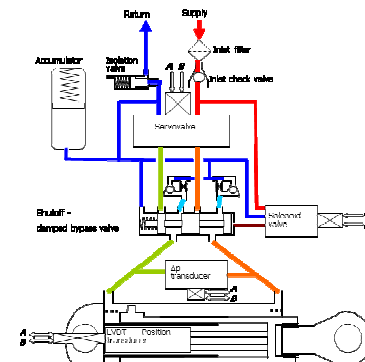 Return
Supply
Inlet filter
Accumulator
Isolation
valve
A B
Inlet check valve
Servovalve
Shutoff -
damped bypass valve
Solenoid
valve
Δp
transducer
A
B
LVDT Position
transducer
A
B